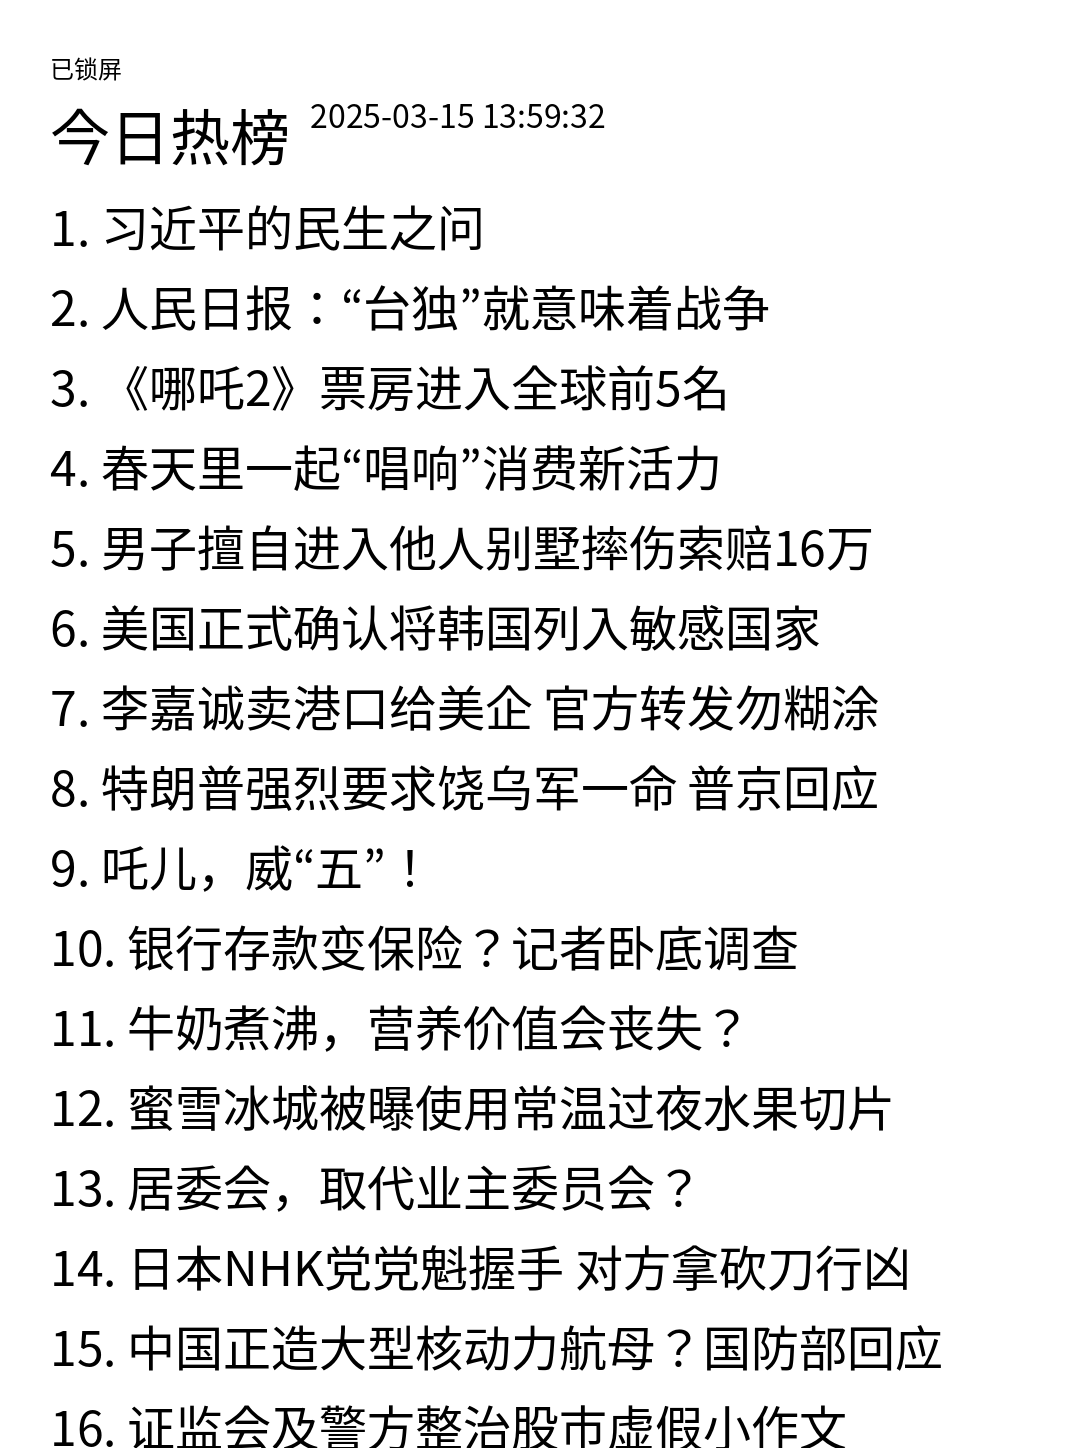 已锁屏
今日热榜 2025-03-15 13:59:32
1. 习近平的民生之问
2. 人民日报：“台独”就意味着战争
3. 《哪吒2》票房进入全球前5名
4. 春天里一起“唱响”消费新活力
5. 男子擅自进入他人别墅摔伤索赔16万
6. 美国正式确认将韩国列入敏感国家
7. 李嘉诚卖港口给美企 官方转发勿糊涂
8. 特朗普强烈要求饶乌军一命 普京回应
9. 吒儿，威“五”！
10. 银行存款变保险？记者卧底调查
11. 牛奶煮沸，营养价值会丧失？
12. 蜜雪冰城被曝使用常温过夜水果切片
13. 居委会，取代业主委员会？
14. 日本NHK党党魁握手 对方拿砍刀行凶
15. 中国正造大型核动力航母？国防部回应
16. 证监会及警方整治股市虚假小作文